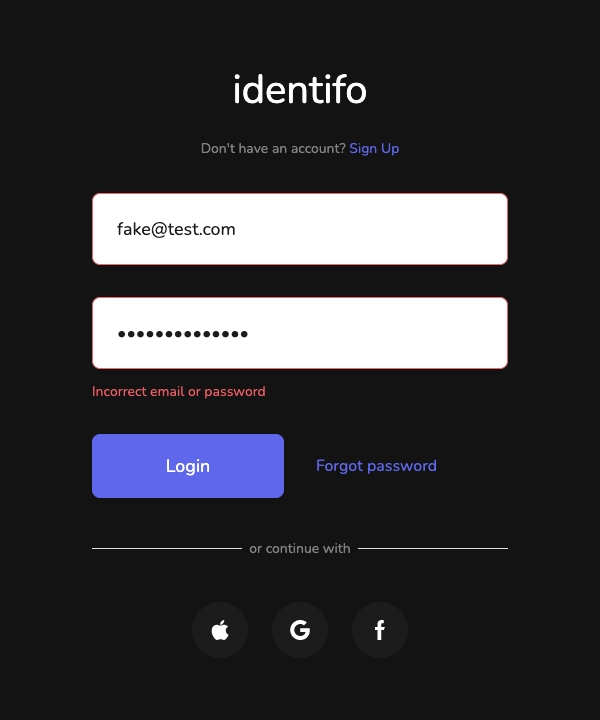 identifo
Don't have an account? Sign Up
fake@test.com
••••••••••••••
Incorrect email or password
Login
Forgot password
or continue with